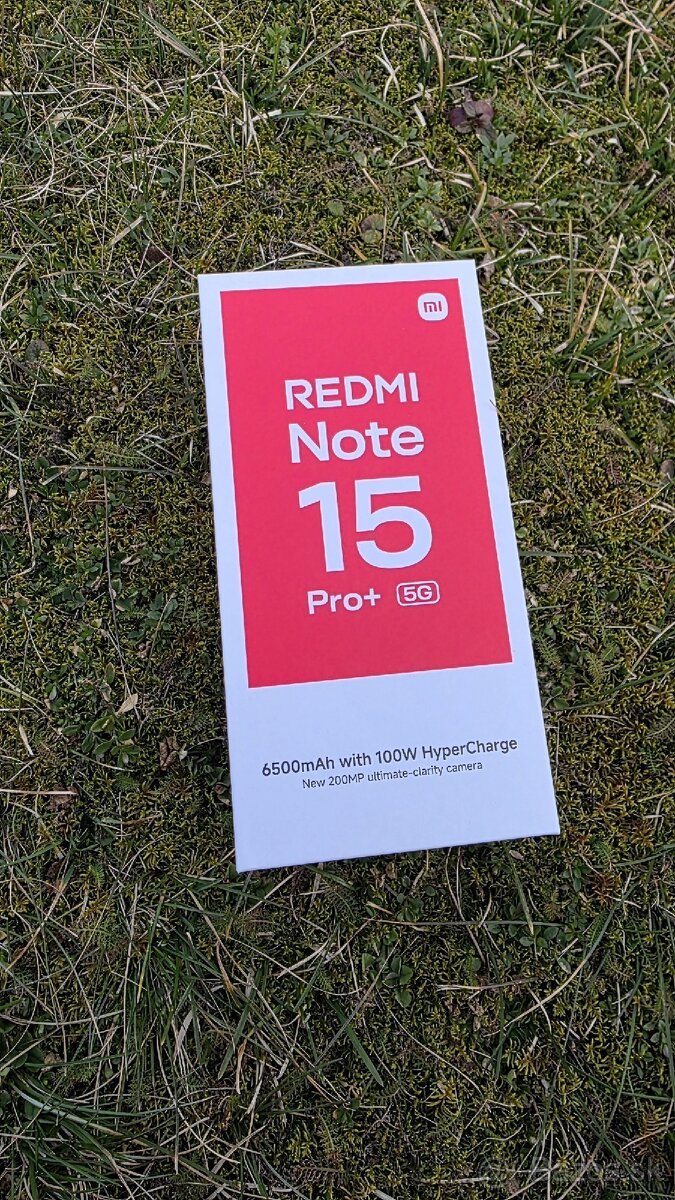 mi
REDMI
Note
15
Pro+ 5G
6500mAh with 100W HyperCharge
New 200MP ultimate-clarity camera